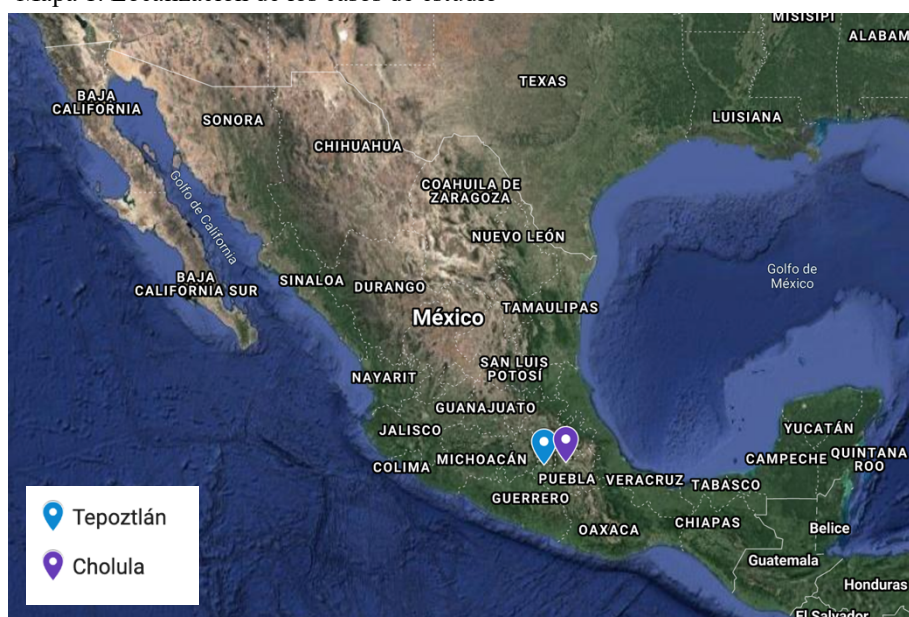 Mapa 1. Localización de los casos de estudio
MISISIPI
ALABAM
TEXAS
BAJA
CALIFORNIA
SONORA
LUISIANA
CHIHUAHUA
COAHUILA DE
ZARAGOZA
Golfo de California
NUEVO LEÓN
BAJA
CALIFORNIA SUR
SINALOA
DURANGO
Golfo de
México
TAMAULIPAS
México
SAN LUIS
POTOSÍ
NAYARIT
GUANAJUATO
JALISCO
YUCATÁN
COLIMA
MICHOACÁN
CAMPECHE
QUINTANA
ROO
PUEBLA
VERACRUZ
TABASCO
GUERRERO
OAXACA
CHIAPAS
Belice
Guatemala
Honduras
El Salvador
Tepoztlán
Cholula